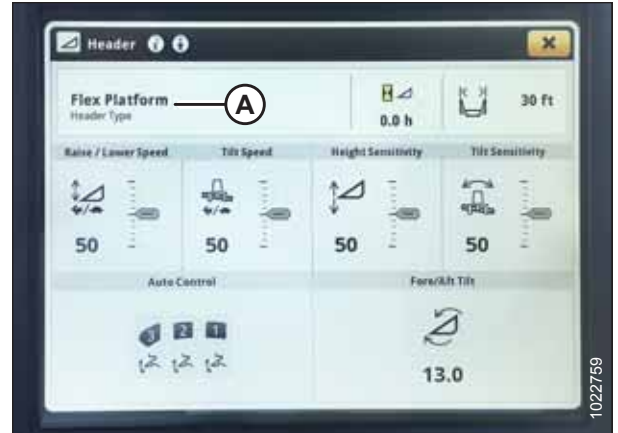 Header
Flex Platform
Header Type
A
0.0 h
30 ft
Raise / Lower Speed
Tilt Speed
Height Sensitivity
Tilt Sensitivity
50
50
50
50
Auto Control
Fore/Aft Tilt
3 2 1
13.0
1022759